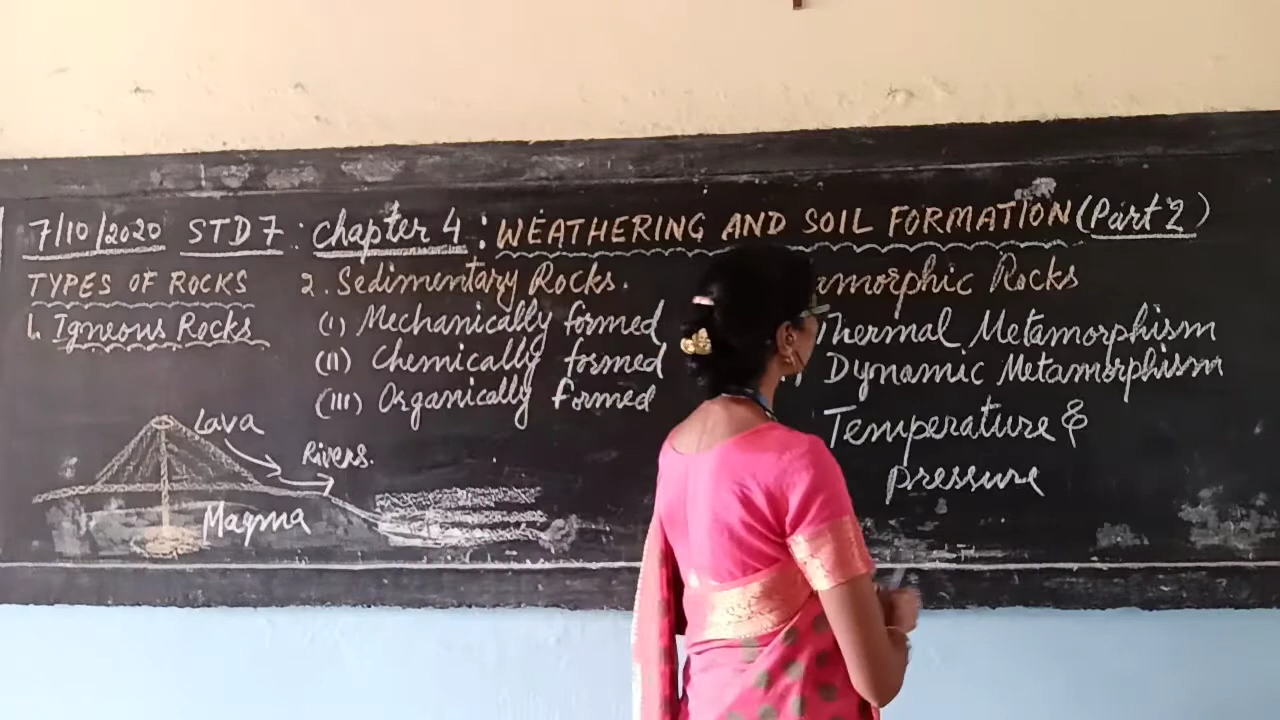 7/10/2020 STD 7 : Chapter 4 : WEATHERING AND SOIL FORMATION (Part 2)
TYPES OF ROCKS
1. Igneous Rocks
Lava
Rivers.
Magma
2. Sedimentary Rocks.
(I) Mechanically formed
(II) Chemically formed
(III) Organically formed
amorphic Rocks
Thermal Metamorphism
Dynamic Metamorphism
Temperature &
pressure